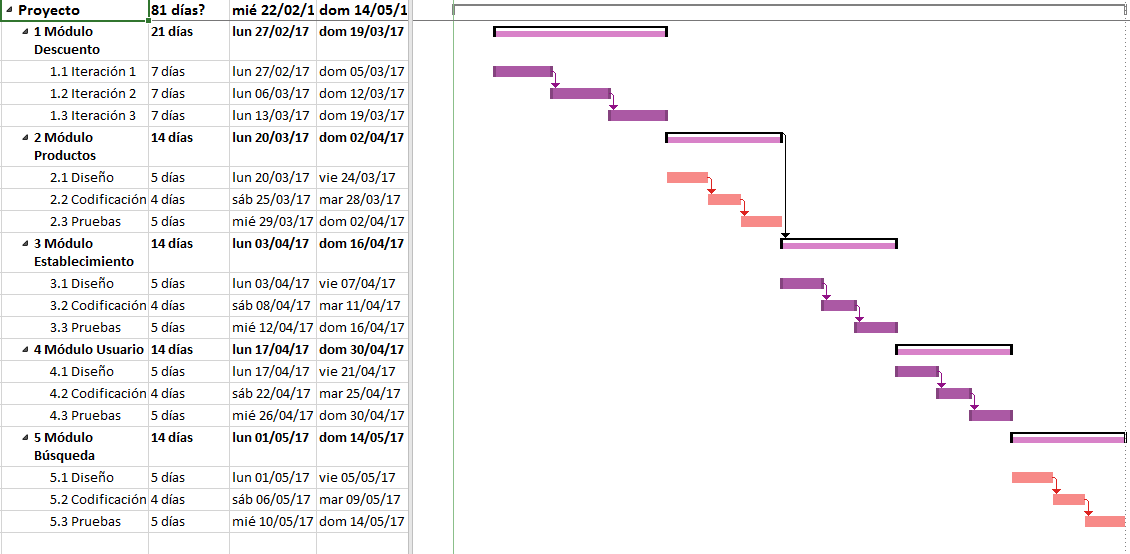 Proyecto 81 días? mié 22/02/1 dom 14/05/1
1 Módulo 21 días lun 27/02/17 dom 19/03/17
Descuento
1.1 Iteración 1 7 días lun 27/02/17 dom 05/03/17
1.2 Iteración 2 7 días lun 06/03/17 dom 12/03/17
1.3 Iteración 3 7 días lun 13/03/17 dom 19/03/17
2 Módulo 14 días lun 20/03/17 dom 02/04/17
Productos
2.1 Diseño 5 días lun 20/03/17 vie 24/03/17
2.2 Codificación 4 días sáb 25/03/17 mar 28/03/17
2.3 Pruebas 5 días mié 29/03/17 dom 02/04/17
3 Módulo 14 días lun 03/04/17 dom 16/04/17
Establecimiento
3.1 Diseño 5 días lun 03/04/17 vie 07/04/17
3.2 Codificación 4 días sáb 08/04/17 mar 11/04/17
3.3 Pruebas 5 días mié 12/04/17 dom 16/04/17
4 Módulo Usuario 14 días lun 17/04/17 dom 30/04/17
4.1 Diseño 5 días lun 17/04/17 vie 21/04/17
4.2 Codificación 4 días sáb 22/04/17 mar 25/04/17
4.3 Pruebas 5 días mié 26/04/17 dom 30/04/17
5 Módulo 14 días lun 01/05/17 dom 14/05/17
Búsqueda
5.1 Diseño 5 días lun 01/05/17 vie 05/05/17
5.2 Codificación 4 días sáb 06/05/17 mar 09/05/17
5.3 Pruebas 5 días mié 10/05/17 dom 14/05/17